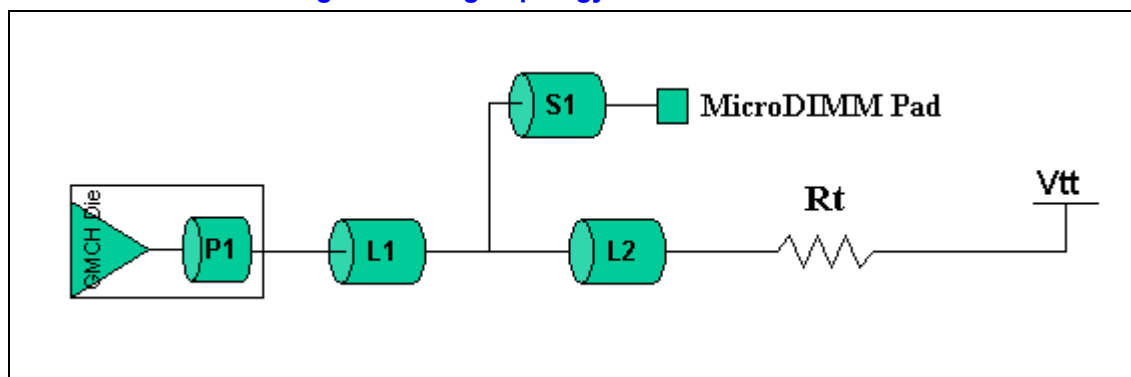 S1
MicroDIMM Pad
GMCH Die
P1
L1
L2
Rt
Vtt